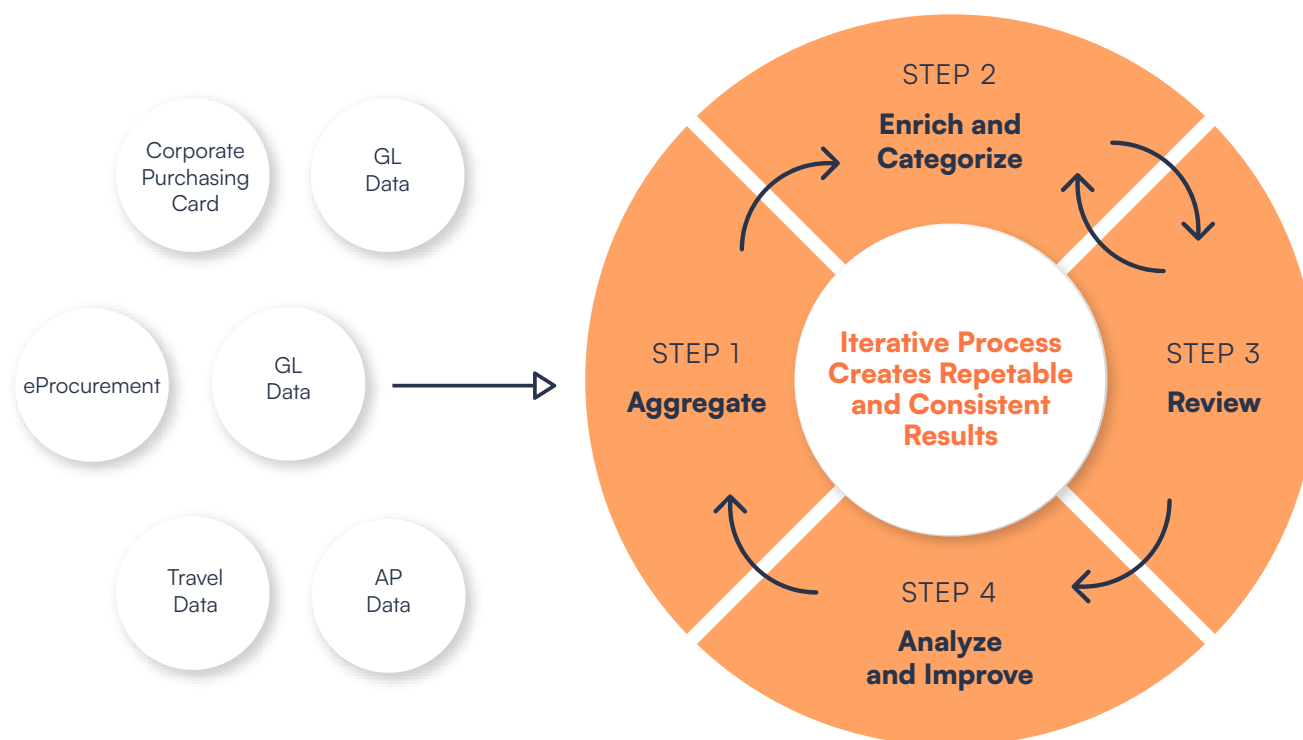 Corporate
Purchasing
Card
GL
Data
eProcurement
GL
Data
Travel
Data
AP
Data
STEP 1
Aggregate
STEP 2
Enrich and
Categorize
STEP 3
Review
STEP 4
Analyze
and Improve
Iterative Process
Creates Repetable
and Consistent
Results